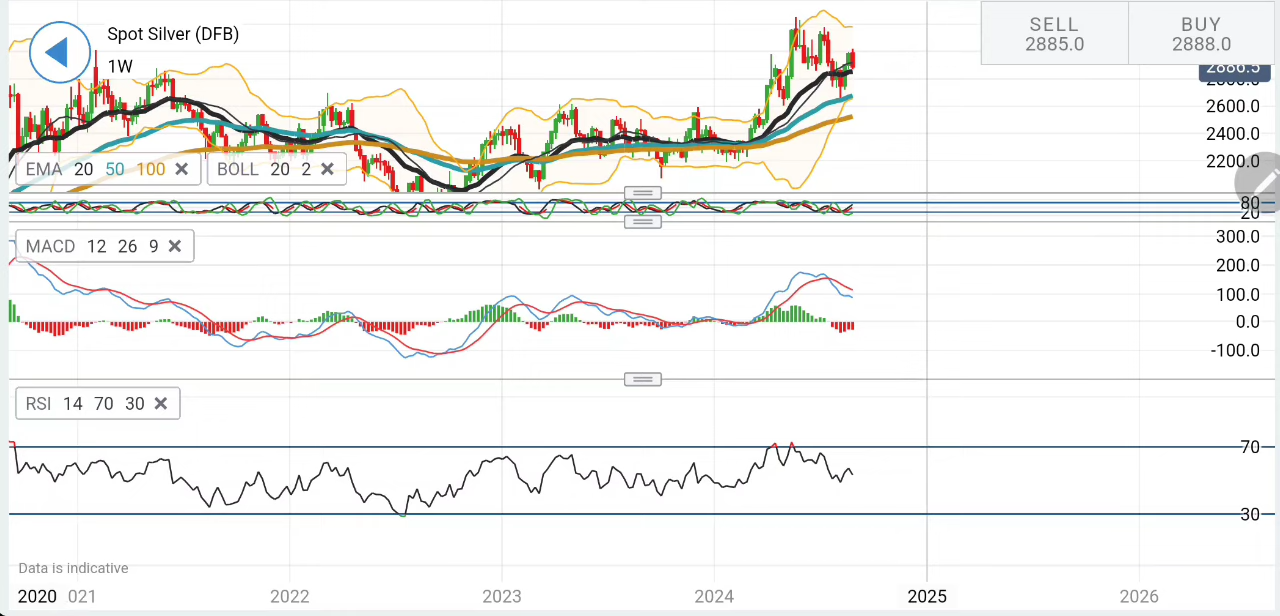 Spot Silver (DFB)
1W
SELL BUY
2885.0 2888.0
2886.5
2600.0
2400.0
2200.0
EMA 20 50 100 ✕ BOLL 20 2 ✕
80
20
MACD 12 26 9 ✕
300.0
200.0
100.0
0.0
-100.0
RSI 14 70 30 ✕
70
30
Data is indicative
2020 021 2022 2023 2024 2025 2026